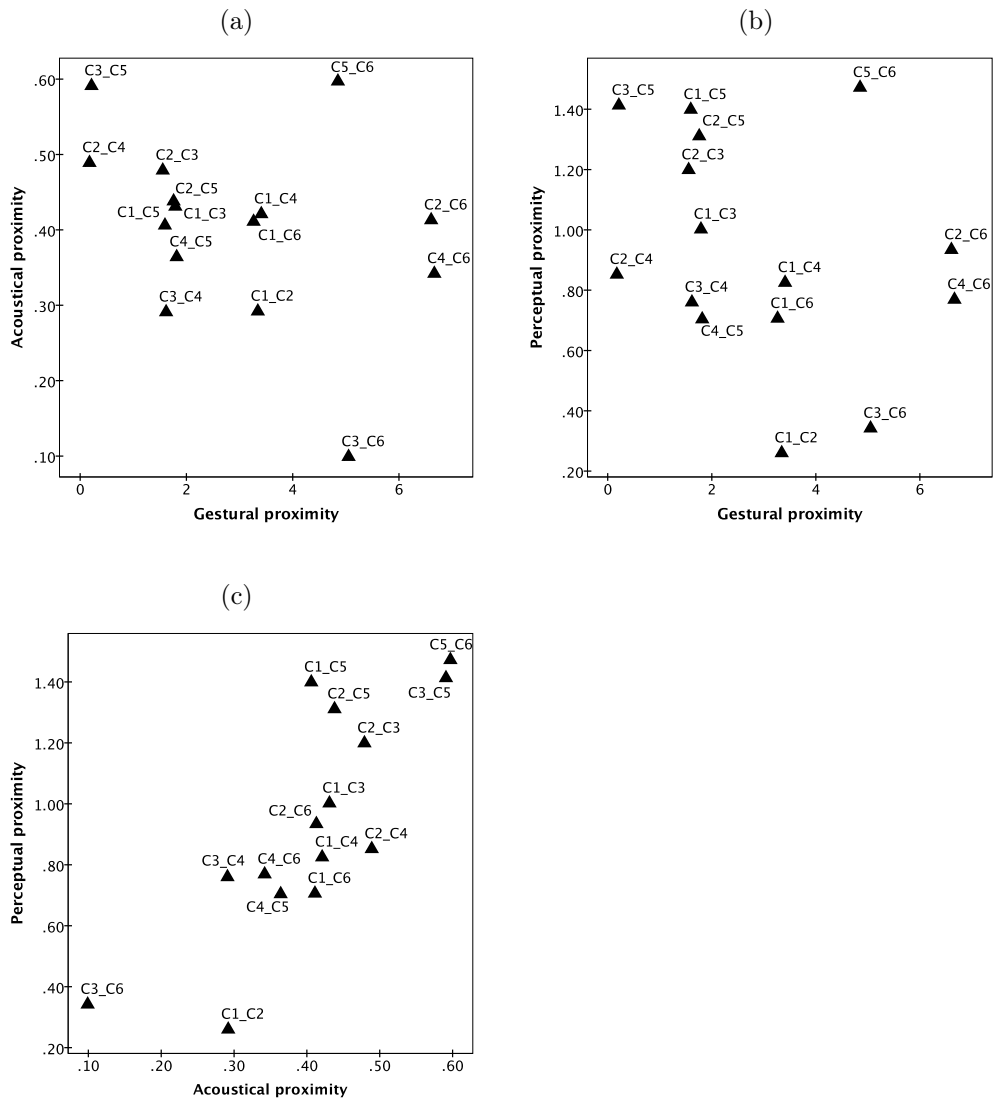 (a)
.60
.50
.40
.30
.20
.10
Acoustical proximity
C3_C5
C5_C6
C2_C4
C2_C3
C2_C5
C1_C5
C1_C3
C1_C4
C1_C6
C2_C6
C4_C5
C4_C6
C3_C4
C1_C2
C3_C6
0 2 4 6
Gestural proximity
(b)
1.40
1.20
1.00
.80
.60
.40
.20
Perceptual proximity
C5_C6
C3_C5
C1_C5
C2_C5
C2_C3
C1_C3
C2_C6
C2_C4
C1_C4
C4_C6
C3_C4
C1_C6
C4_C5
C3_C6
C1_C2
0 2 4 6
Gestural proximity
(c)
1.40
1.20
1.00
.80
.60
.40
.20
Perceptual proximity
C5_C6
C1_C5
C3_C5
C2_C5
C2_C3
C1_C3
C2_C6
C1_C4
C2_C4
C3_C4
C4_C6
C1_C6
C4_C5
C3_C6
C1_C2
.10 .20 .30 .40 .50 .60
Acoustical proximity